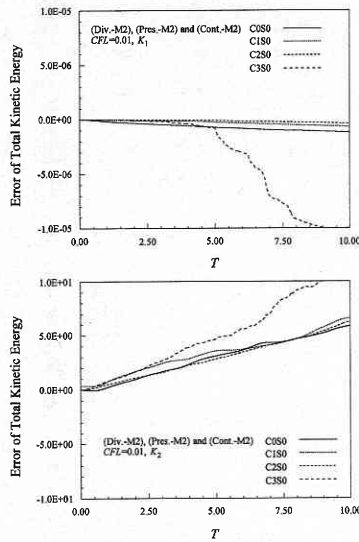 1.0E-05
(Div.-M2), (Pres.-M2) and (Cont.-M2)
CFL=0.01, K1
C0S0
C1S0
C2S0
C3S0
5.0E-06
0.0E+00
-5.0E-06
-1.0E-05
Error of Total Kinetic Energy
0.00 2.50 5.00 7.50 10.00
T
1.0E+01
5.0E+00
0.0E+00
-5.0E+00
-1.0E+01
Error of Total Kinetic Energy
(Div.-M2), (Pres.-M2) and (Cont.-M2)
CFL=0.01, K2
C0S0
C1S0
C2S0
C3S0
0.00 2.50 5.00 7.50 10.00
T